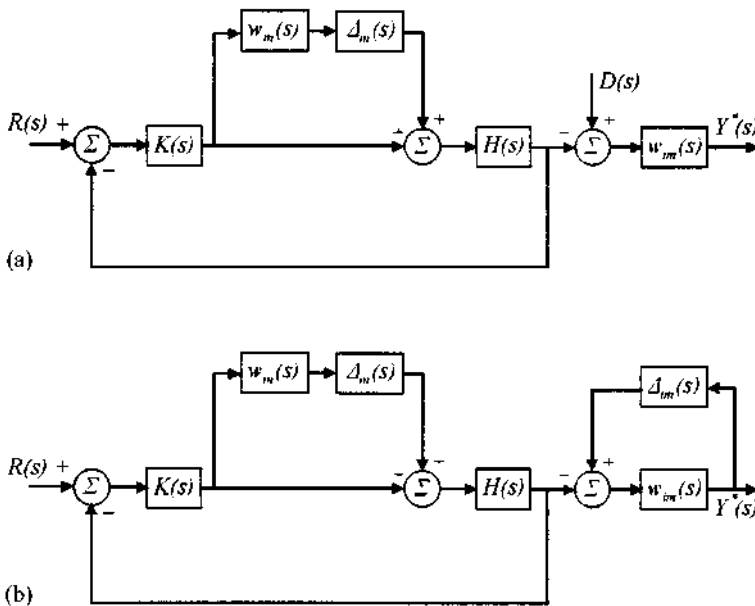 w_m(s) Δ_m(s)
D(s)
R(s) + Σ K(s) + + Σ H(s) − + Σ w_im(s) Y*(s)
−
(a)
w_m(s) Δ_m(s) Δ_im(s)
R(s) + Σ K(s) Σ H(s) − + Σ w_im(s) Y*(s)
−
(b)